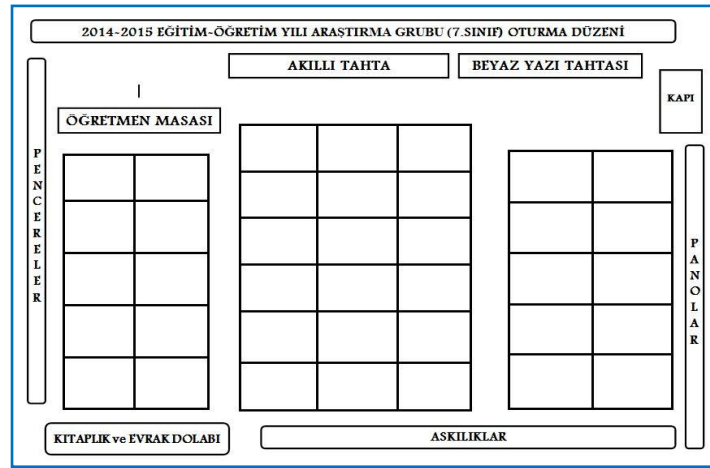 2014-2015 EĞİTİM-ÖĞRETİM YILI ARAŞTIRMA GRUBU (7.SINIF) OTURMA DÜZENİ
AKILLI TAHTA
BEYAZ YAZI TAHTASI
KAPI
ÖĞRETMEN MASASI
PENCERELER
PANOLAR
KITAPLIK ve EVRAK DOLABI
ASKILIKLAR